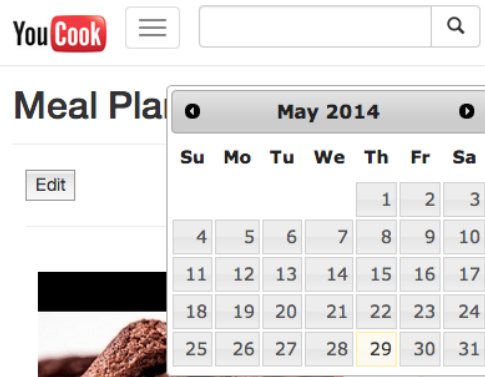 You Cook
Meal Pla
May 2014
Su Mo Tu We Th Fr Sa
1 2 3
Edit
4 5 6 7 8 9 10
11 12 13 14 15 16 17
18 19 20 21 22 23 24
25 26 27 28 29 30 31